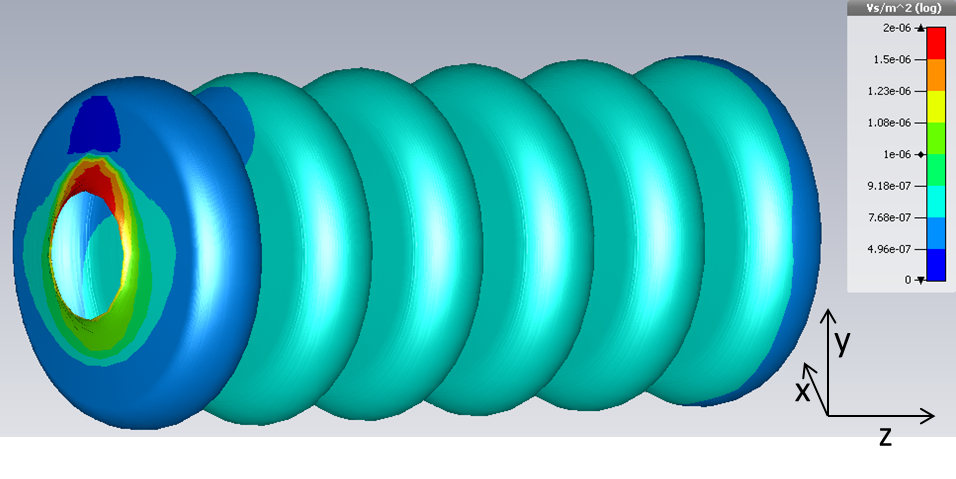 Vs/m^2 (log)
2e-06
1.5e-06
1.23e-06
1.08e-06
1e-06
9.18e-07
7.68e-07
4.96e-07
0
y
x
z